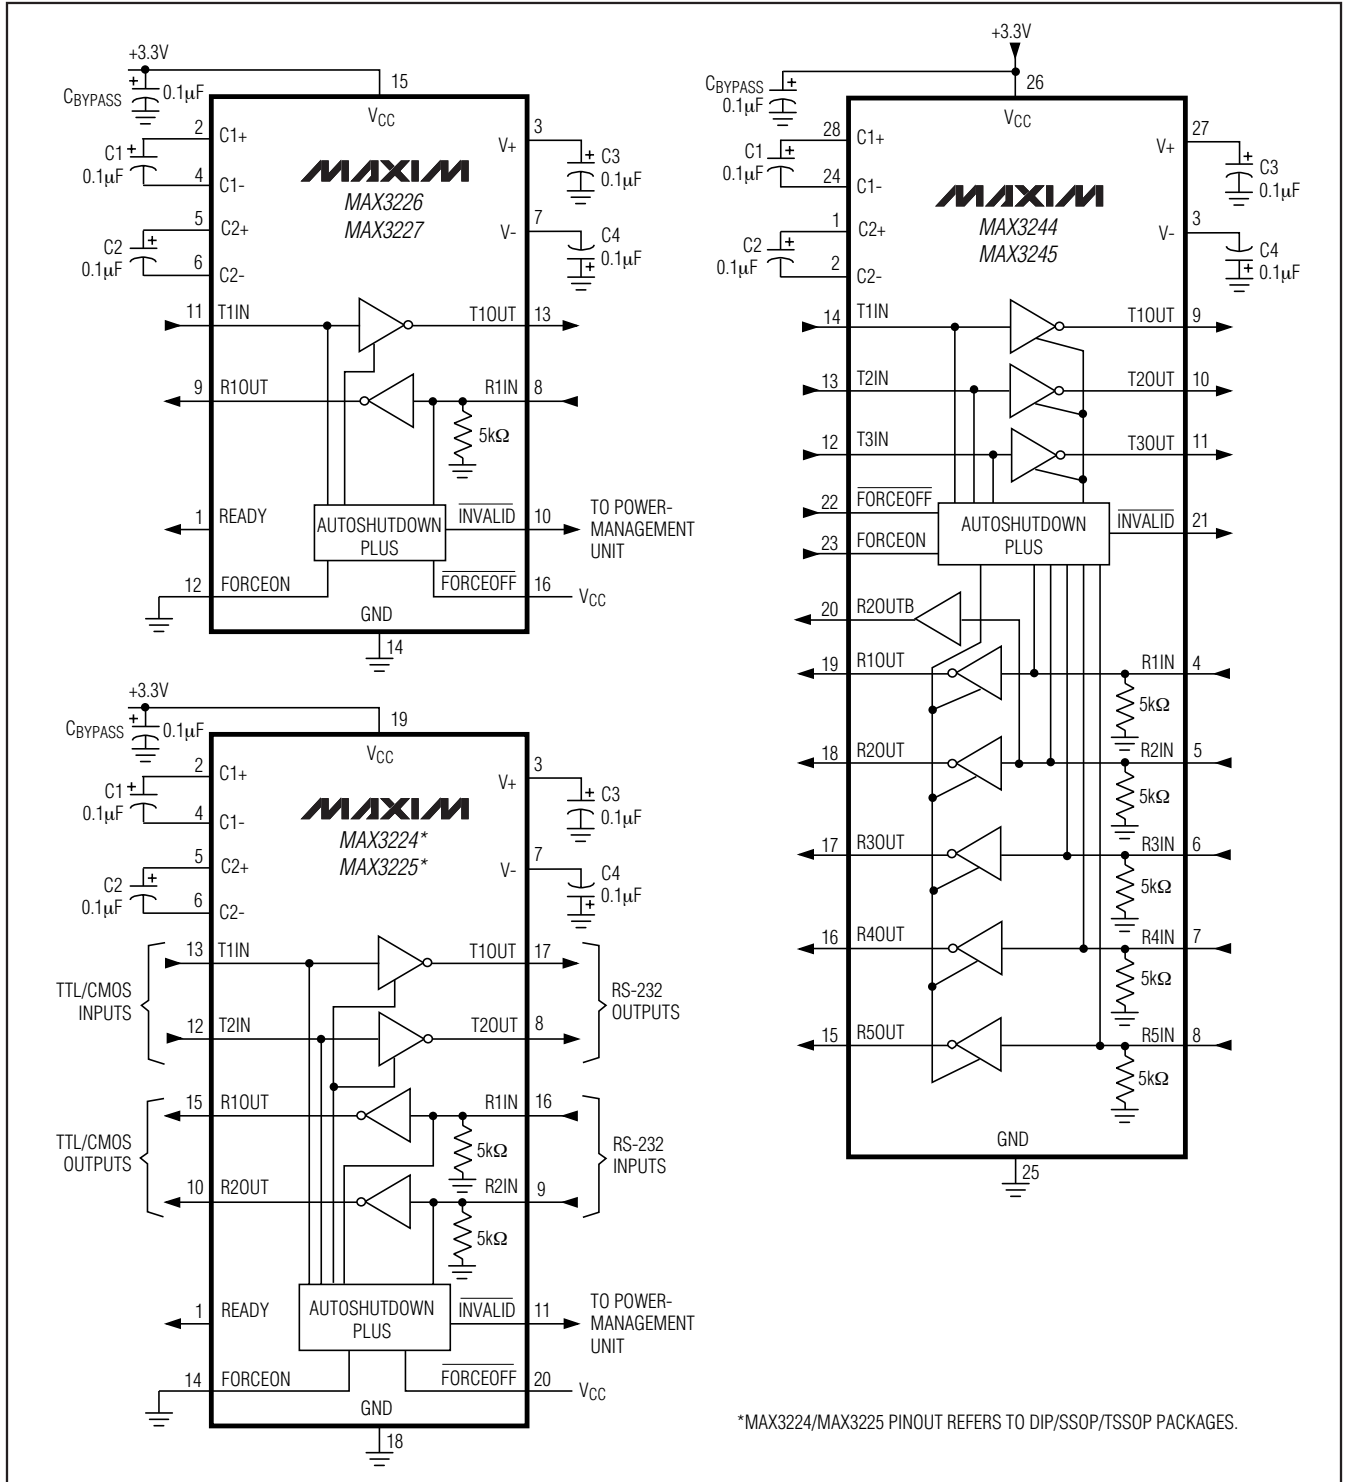 +3.3V
CBYPASS
+
0.1µF
15
VCC
2
C1+
C1
+
0.1µF
4
C1-
5
C2+
C2
+
0.1µF
6
C2-
MAXIM
MAX3226
MAX3227
3
V+
+
C3
0.1µF
7
V-
C4
0.1µF
+
11
T1IN
T1OUT
13
9
R1OUT
R1IN
8
5kΩ
1
READY
AUTOSHUTDOWN
PLUS
INVALID
10
TO POWER-
MANAGEMENT
UNIT
12
FORCEON
FORCEOFF
16
VCC
GND
14
+3.3V
CBYPASS
+
0.1µF
19
VCC
2
C1+
C1
+
0.1µF
4
C1-
5
C2+
C2
+
0.1µF
6
C2-
MAXIM
MAX3224*
MAX3225*
3
V+
+
C3
0.1µF
7
V-
C4
0.1µF
+
TTL/CMOS
INPUTS
13
T1IN
T1OUT
17
12
T2IN
T2OUT
8
RS-232
OUTPUTS
TTL/CMOS
OUTPUTS
15
R1OUT
R1IN
16
5kΩ
10
R2OUT
R2IN
9
5kΩ
RS-232
INPUTS
1
READY
AUTOSHUTDOWN
PLUS
INVALID
11
TO POWER-
MANAGEMENT
UNIT
14
FORCEON
FORCEOFF
20
VCC
GND
18
+3.3V
CBYPASS
+
0.1µF
26
VCC
28
C1+
C1
+
0.1µF
24
C1-
1
C2+
C2
+
0.1µF
2
C2-
MAXIM
MAX3244
MAX3245
27
V+
+
C3
0.1µF
3
V-
C4
+
0.1µF
14
T1IN
T1OUT
9
13
T2IN
T2OUT
10
12
T3IN
T3OUT
11
22
FORCEOFF
23
FORCEON
AUTOSHUTDOWN
PLUS
INVALID
21
20
R2OUTB
19
R1OUT
R1IN
4
5kΩ
18
R2OUT
R2IN
5
5kΩ
17
R3OUT
R3IN
6
5kΩ
16
R4OUT
R4IN
7
5kΩ
15
R5OUT
R5IN
8
5kΩ
GND
25
*MAX3224/MAX3225 PINOUT REFERS TO DIP/SSOP/TSSOP PACKAGES.